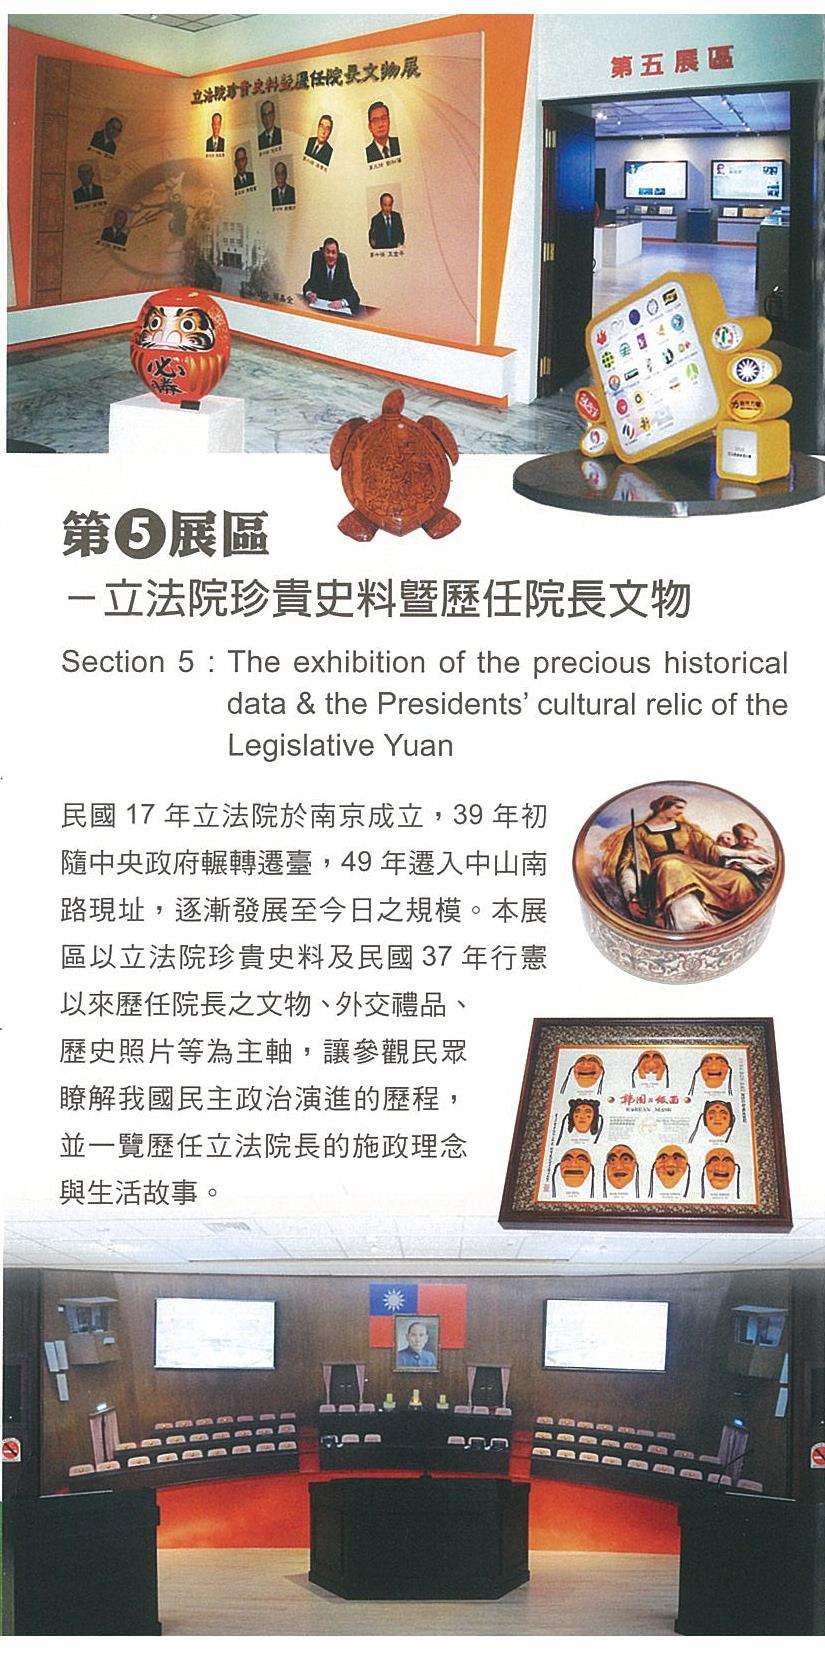 立法院珍貴史料暨歷任院長文物展
第五展區
必勝
第5展區
－立法院珍貴史料暨歷任院長文物
Section 5 : The exhibition of the precious historical
data & the Presidents' cultural relic of the
Legislative Yuan
民國 17 年立法院於南京成立，39 年初
隨中央政府輾轉遷臺，49 年遷入中山南
路現址，逐漸發展至今日之規模。本展
區以立法院珍貴史料及民國 37 年行憲
以來歷任院長之文物、外交禮品、
歷史照片等為主軸，讓參觀民眾
瞭解我國民主政治演進的歷程，
並一覽歷任立法院長的施政理念
與生活故事。
KOREAN MASK